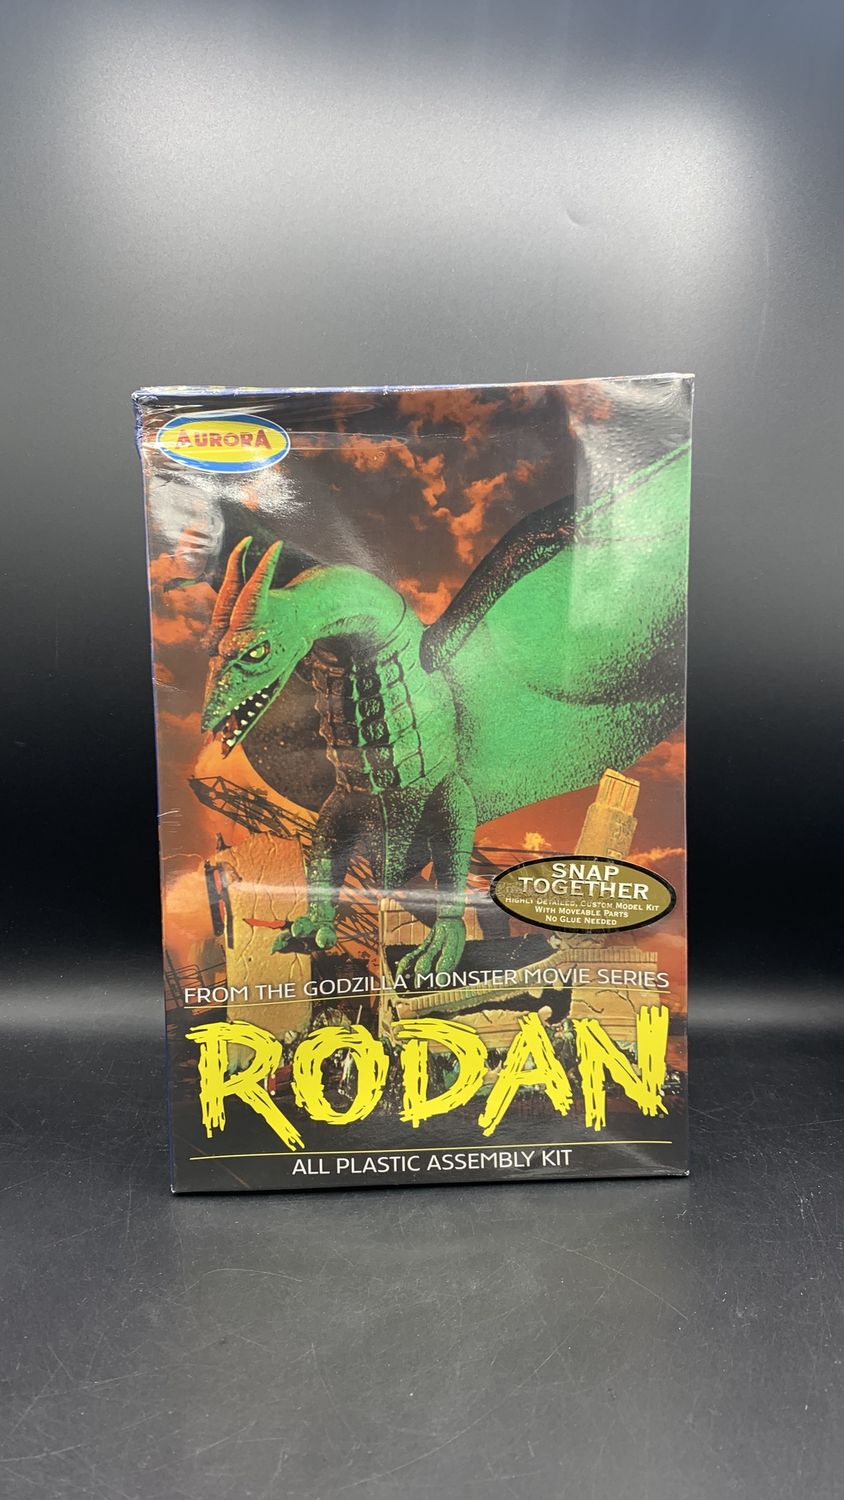 AURORA
SNAP
TOGETHER
HIGHLY DETAILED, CUSTOM MODEL KIT
WITH MOVEABLE PARTS
NO GLUE NEEDED
FROM THE GODZILLA® MONSTER MOVIE SERIES
RODAN
ALL PLASTIC ASSEMBLY KIT